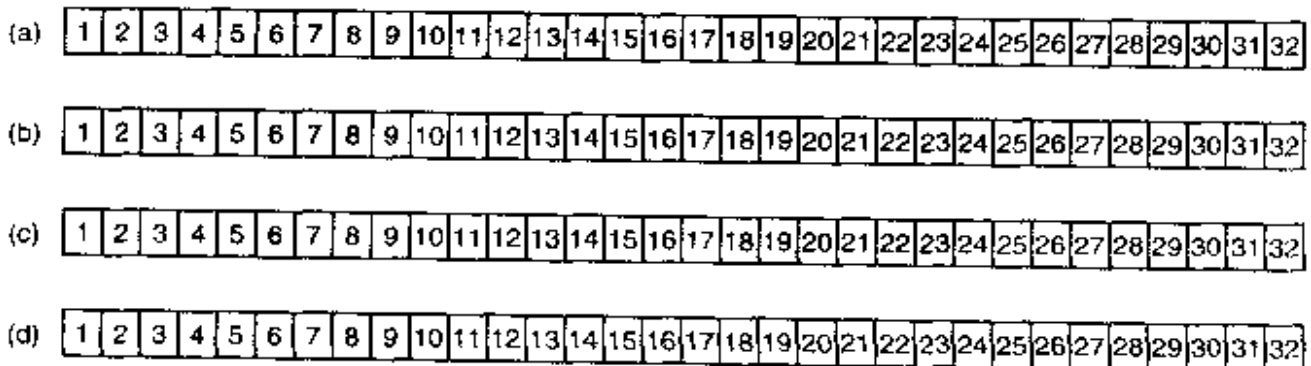 (a) 1 2 3 4 5 6 7 8 9 10 11 12 13 14 15 16 17 18 19 20 21 22 23 24 25 26 27 28 29 30 31 32
(b) 1 2 3 4 5 6 7 8 9 10 11 12 13 14 15 16 17 18 19 20 21 22 23 24 25 26 27 28 29 30 31 32
(c) 1 2 3 4 5 6 7 8 9 10 11 12 13 14 15 16 17 18 19 20 21 22 23 24 25 26 27 28 29 30 31 32
(d) 1 2 3 4 5 6 7 8 9 10 11 12 13 14 15 16 17 18 19 20 21 22 23 24 25 26 27 28 29 30 31 32